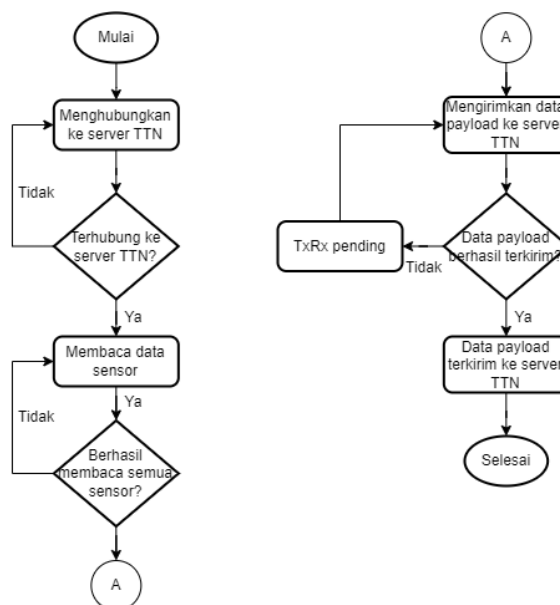 Mulai
Menghubungkan
ke server TTN
Tidak
Terhubung ke
server TTN?
Ya
Membaca data
sensor
Tidak
Ya
Berhasil
membaca semua
sensor?
A
A
Mengirimkan data
payload ke server
TTN
TxRx pending
Tidak
Data payload
berhasil terkirim?
Ya
Data payload
terkirim ke server
TTN
Selesai